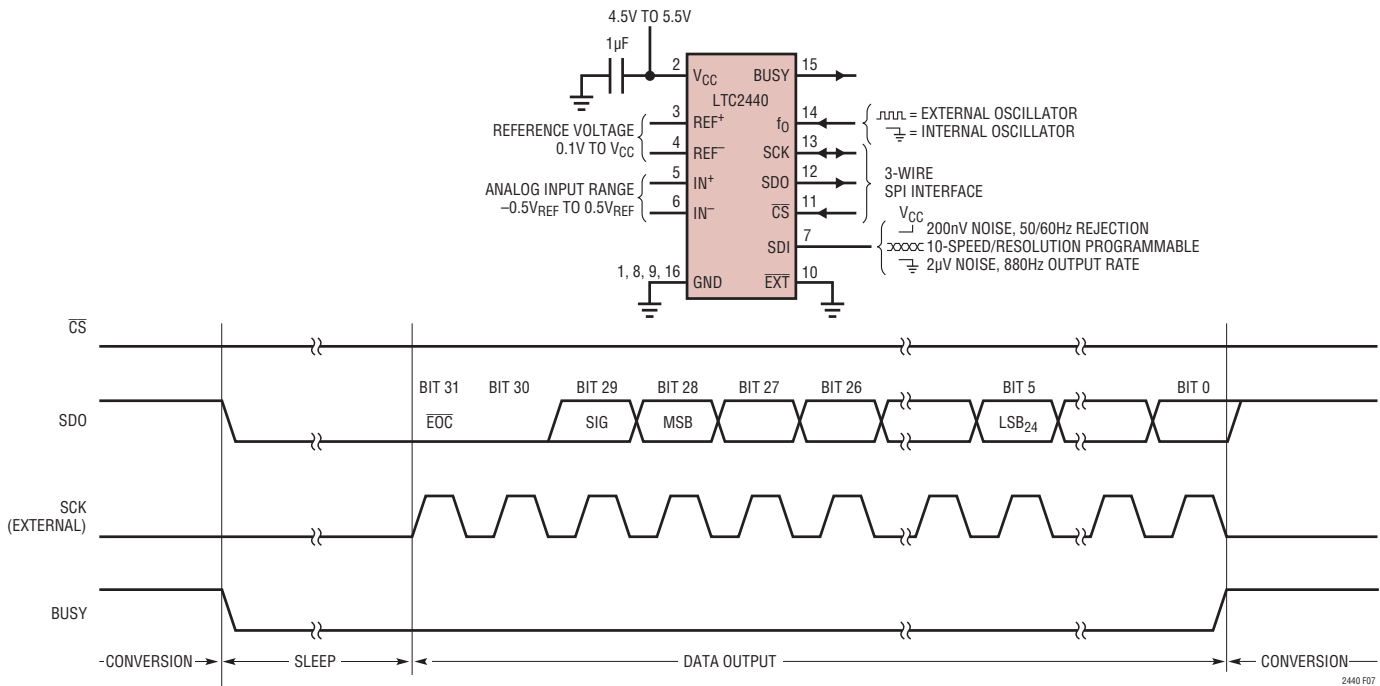 4.5V TO 5.5V
1µF
2 VCC BUSY 15
LTC2440
3 REF+ fO 14
REFERENCE VOLTAGE
0.1V TO VCC
4 REF– SCK 13
= EXTERNAL OSCILLATOR
= INTERNAL OSCILLATOR
5 IN+ SDO 12
ANALOG INPUT RANGE
–0.5VREF TO 0.5VREF
6 IN– CS 11
3-WIRE
SPI INTERFACE
SDI 7
VCC
200nV NOISE, 50/60Hz REJECTION
10-SPEED/RESOLUTION PROGRAMMABLE
2µV NOISE, 880Hz OUTPUT RATE
1, 8, 9, 16 GND EXT 10
CS
BIT 31 BIT 30 BIT 29 BIT 28 BIT 27 BIT 26 BIT 5 BIT 0
SDO EOC SIG MSB LSB24
SCK
(EXTERNAL)
BUSY
CONVERSION SLEEP DATA OUTPUT CONVERSION
2440 F07